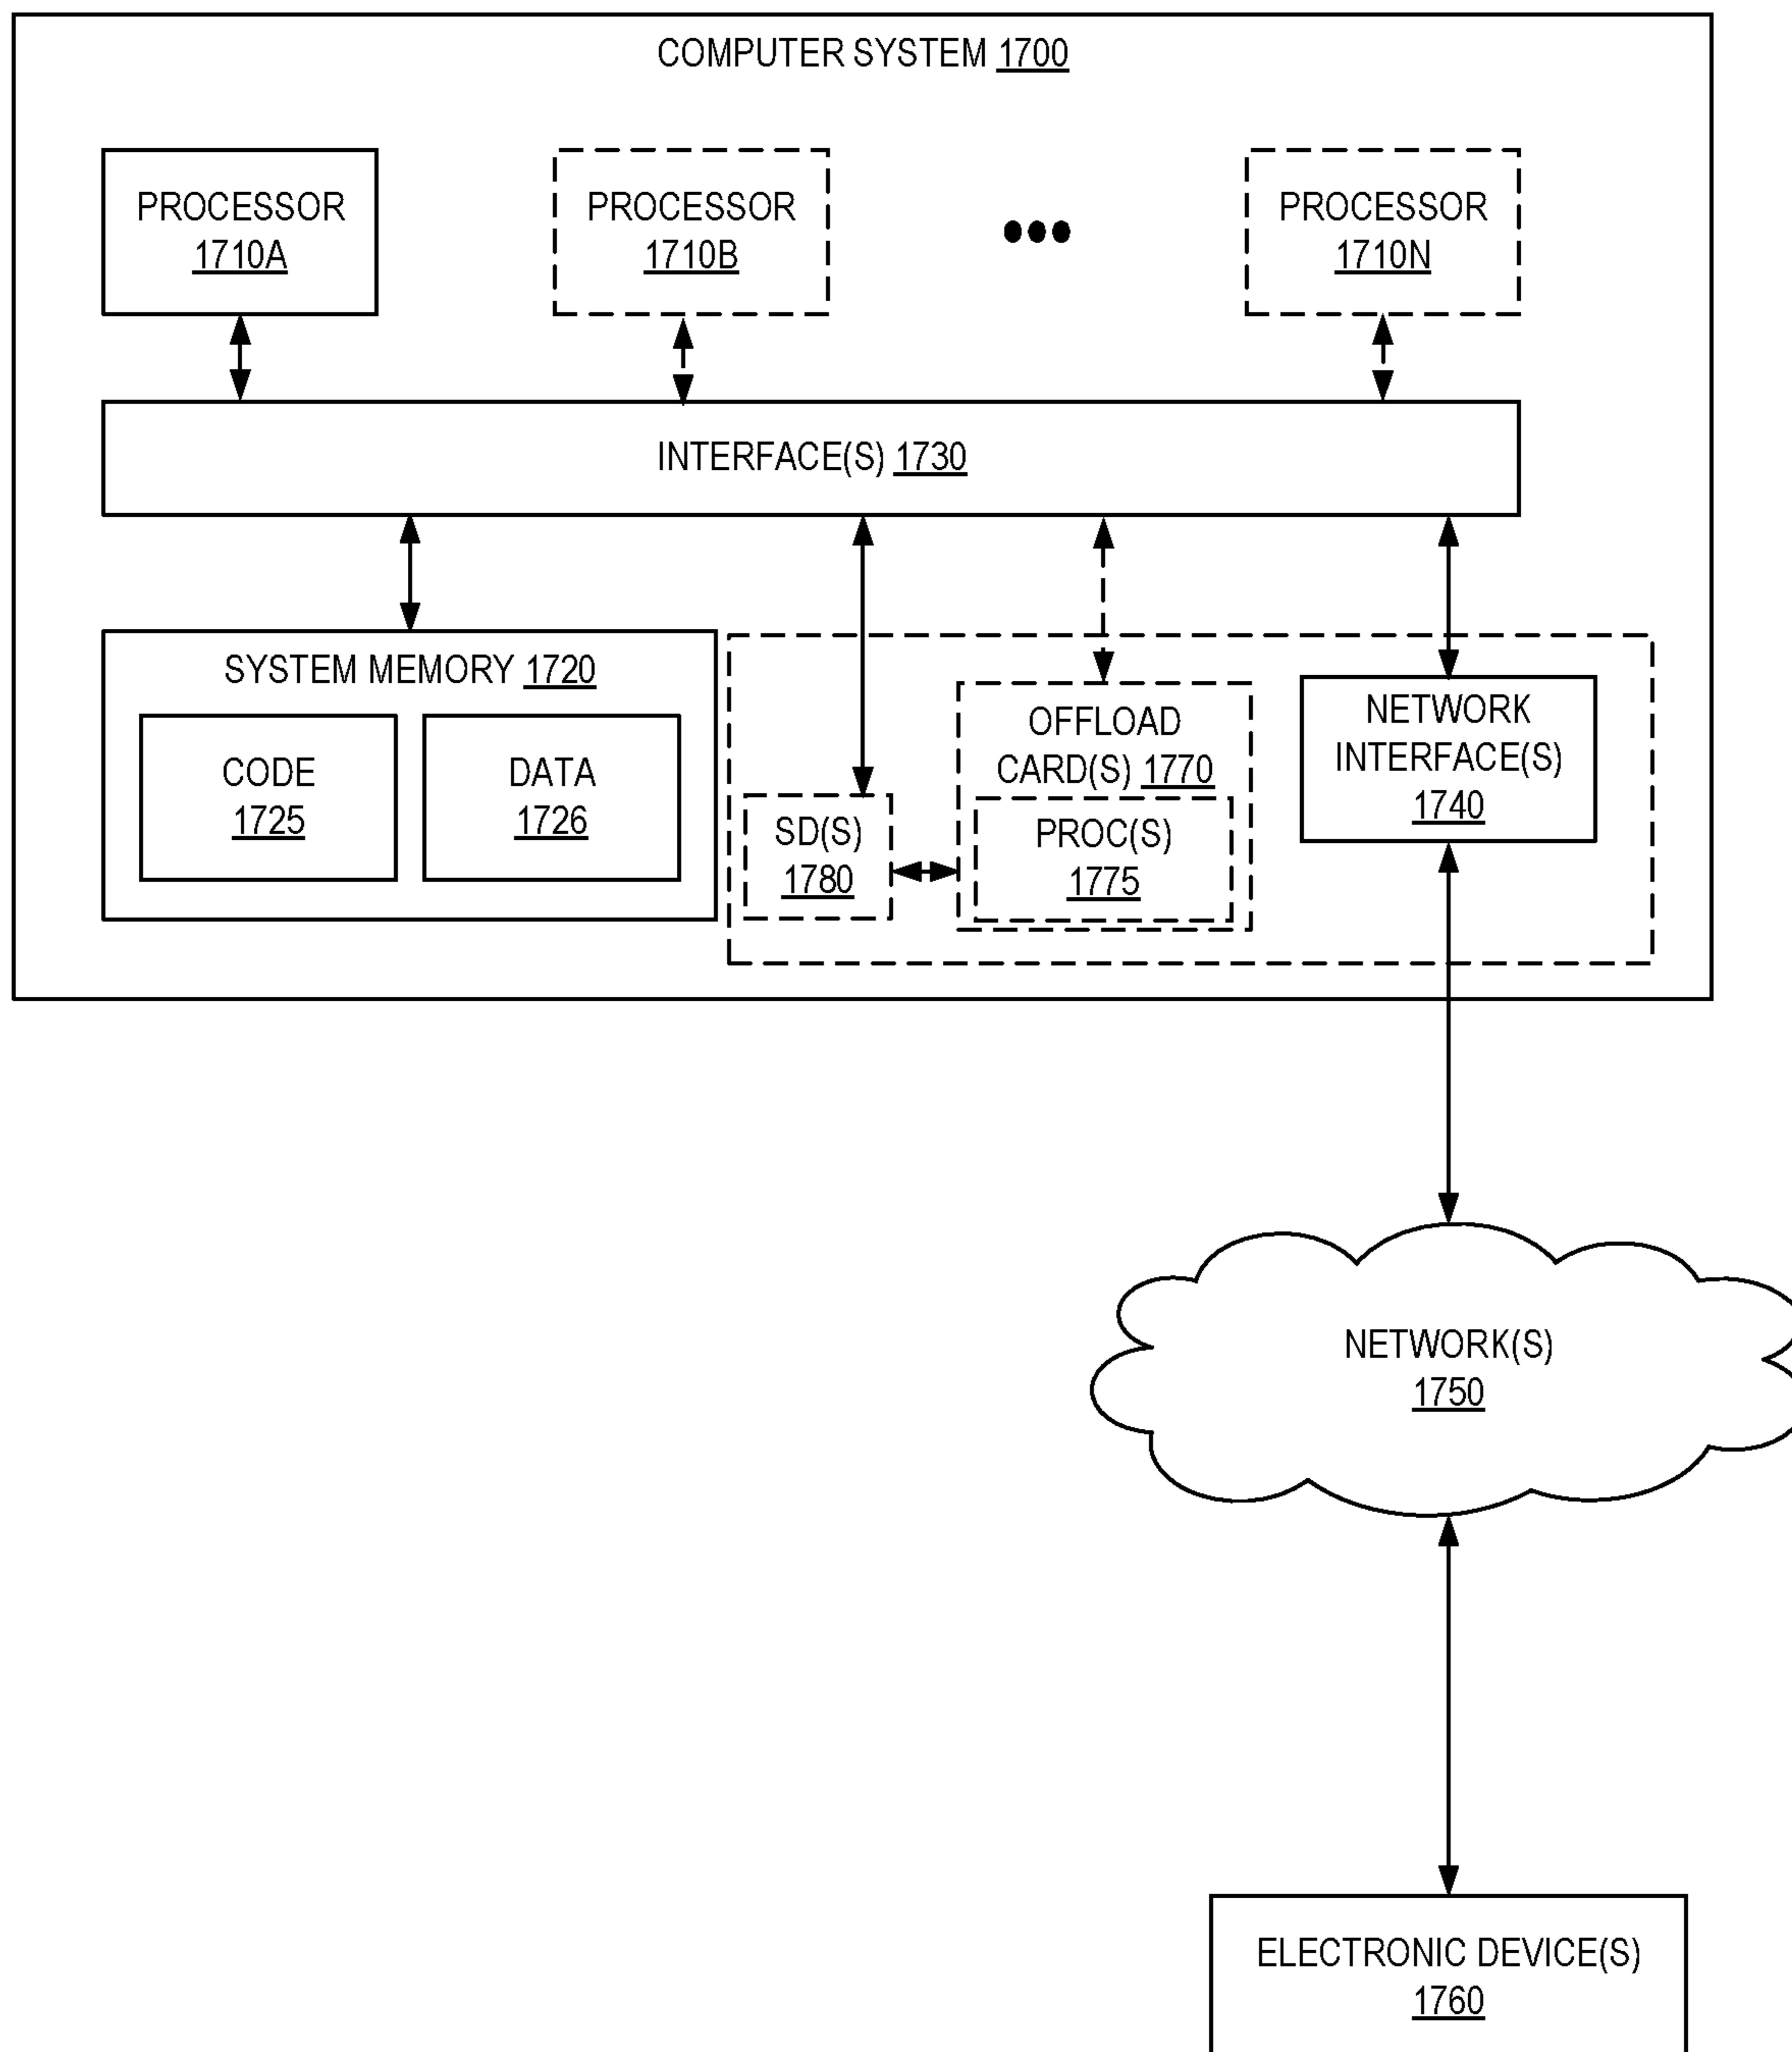 COMPUTER SYSTEM 1700
PROCESSOR
1710A
PROCESSOR
1710B
PROCESSOR
1710N
INTERFACE(S) 1730
SYSTEM MEMORY 1720
CODE
1725
DATA
1726
SD(S)
1780
OFFLOAD
CARD(S) 1770
PROC(S)
1775
NETWORK
INTERFACE(S)
1740
NETWORK(S)
1750
ELECTRONIC DEVICE(S)
1760